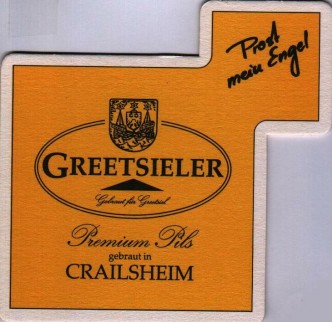 Prost
mein Engel
GREETSIELER
Gebraut für Greetsiel
Premium Pils
gebraut in
CRAILSHEIM